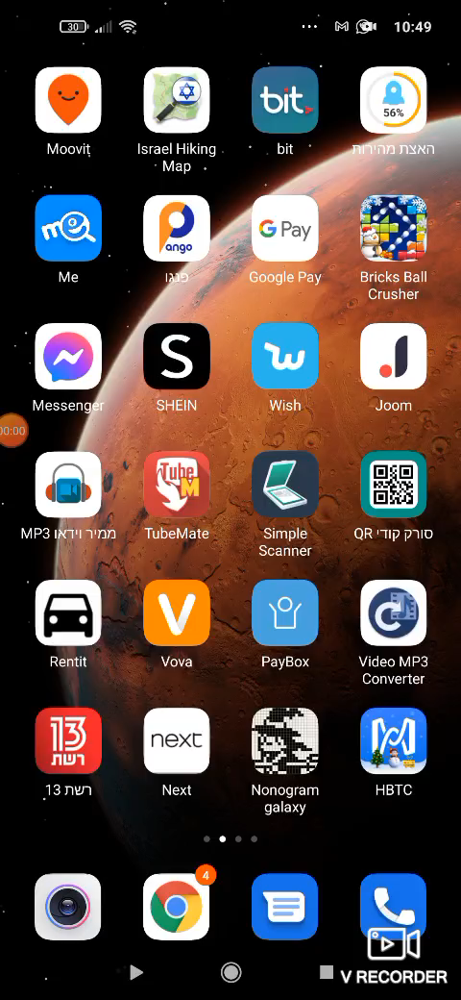 30
10:49
bit
56%
Moovit
Israel Hiking
Map
bit
האצת מהירות
me
ango
G Pay
Me
פנגו
Google Pay
Bricks Ball
Crusher
S
Messenger
SHEIN
Wish
Joom
00:00
Tube
M
ממיר וידאו MP3
TubeMate
Simple
Scanner
סורק קודי QR
Rentit
Vova
PayBox
Video MP3
Converter
13
רשת
next
רשת 13
Next
Nonogram
galaxy
HBTC
4
V RECORDER